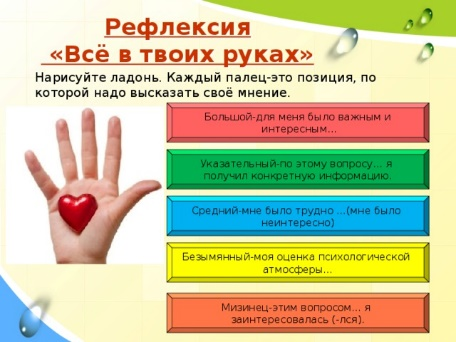 Рефлексия
«Всё в твоих руках»
Нарисуйте ладонь. Каждый палец-это позиция, по
которой надо высказать своё мнение.
Большой-для меня было важным и
интересным...
Указательный-по этому вопросу... я
получил конкретную информацию.
Средний-мне было трудно ...(мне было
неинтересно)
Безымянный-моя оценка психологической
атмосферы...
Мизинец-этим вопросом... я
заинтересовалась (-лся).